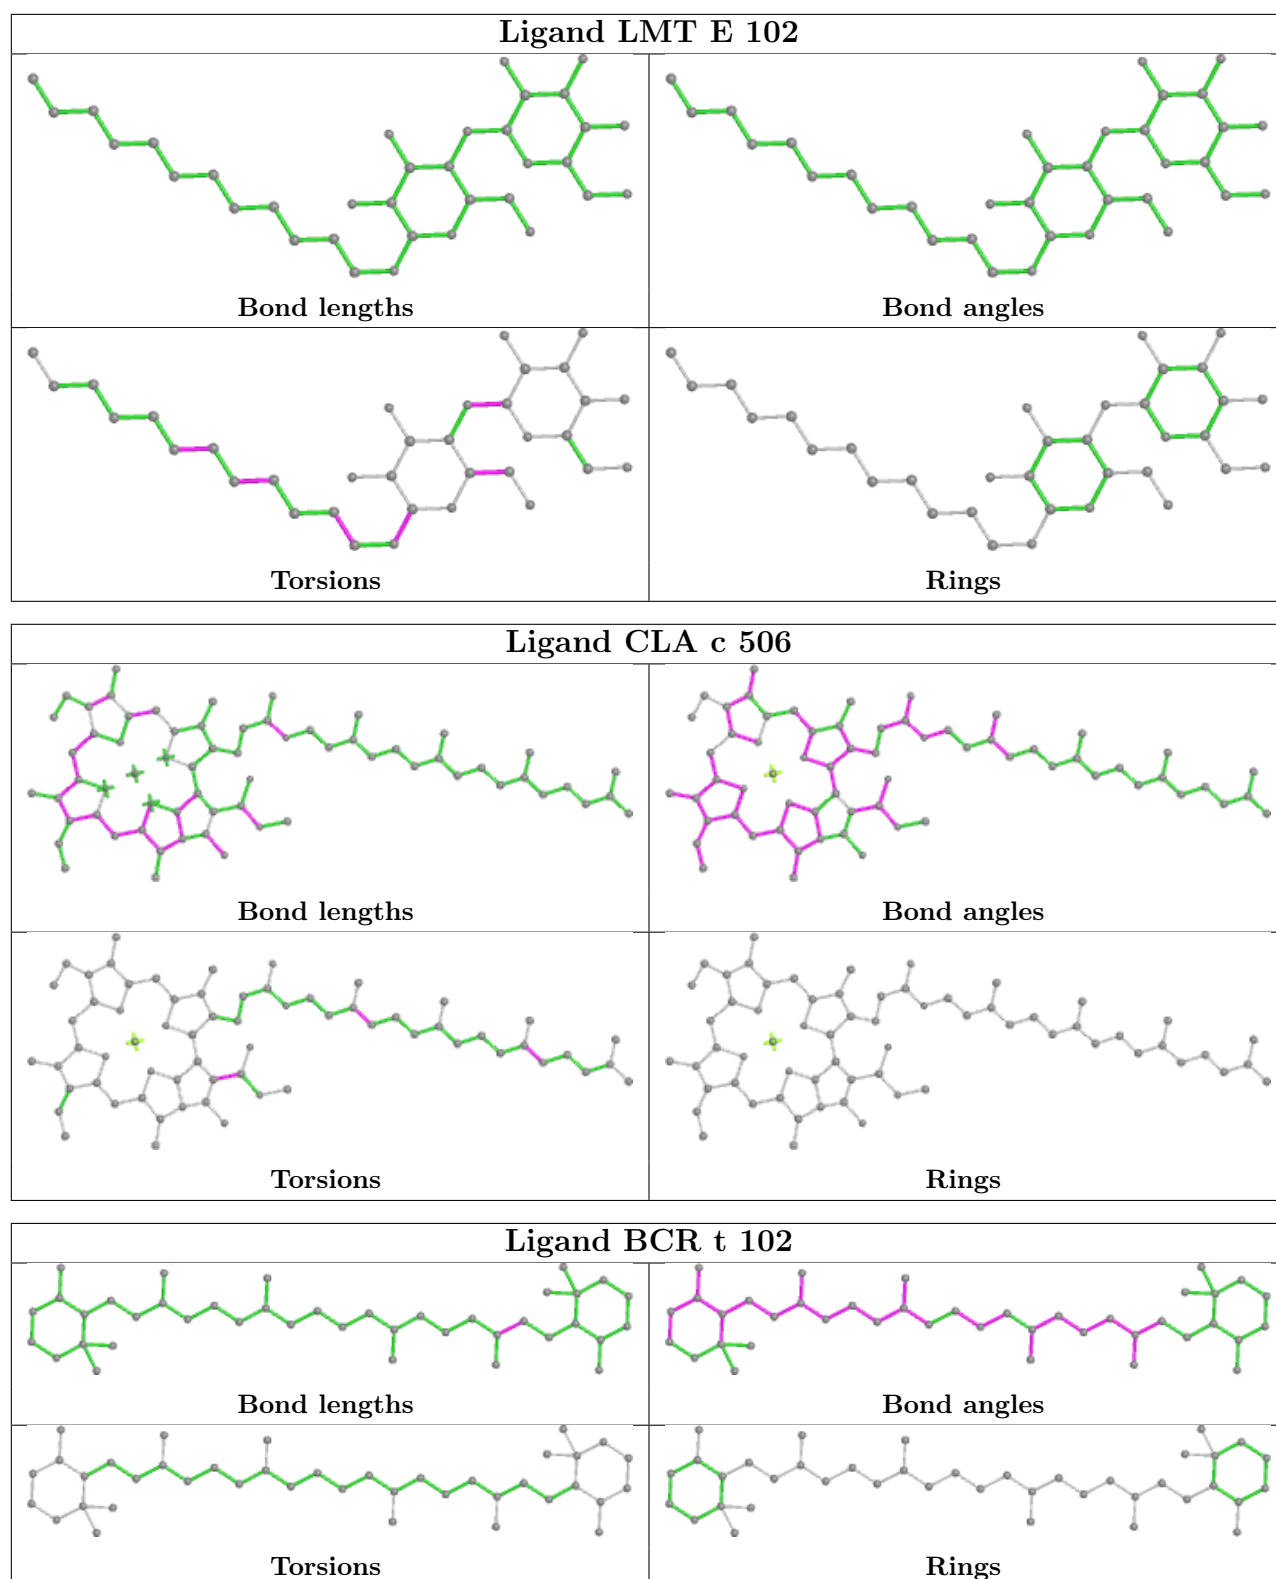 Ligand LMT E 102
Bond lengths
Bond angles
Torsions
Rings
Ligand CLA c 506
Bond lengths
Bond angles
Torsions
Rings
Ligand BCR t 102
Bond lengths
Bond angles
Torsions
Rings